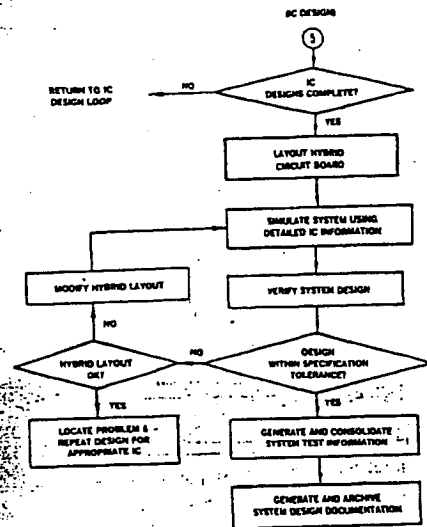 IC DESIGNS
5
IC
DESIGNS COMPLETE?
NO
RETURN TO IC
DESIGN LOOP
YES
LAYOUT HYBRID
CIRCUIT BOARD
SIMULATE SYSTEM USING
DETAILED IC INFORMATION
MODIFY HYBRID LAYOUT
VERIFY SYSTEM DESIGN
NO
HYBRID LAYOUT
OK?
NO
DESIGN
WITHIN SPECIFICATION
TOLERANCE?
YES
YES
LOCATE PROBLEM &
REPEAT DESIGN FOR
APPROPRIATE IC
GENERATE AND CONSOLIDATE
SYSTEM TEST INFORMATION
GENERATE AND ARCHIVE
SYSTEM DESIGN DOCUMENTATION